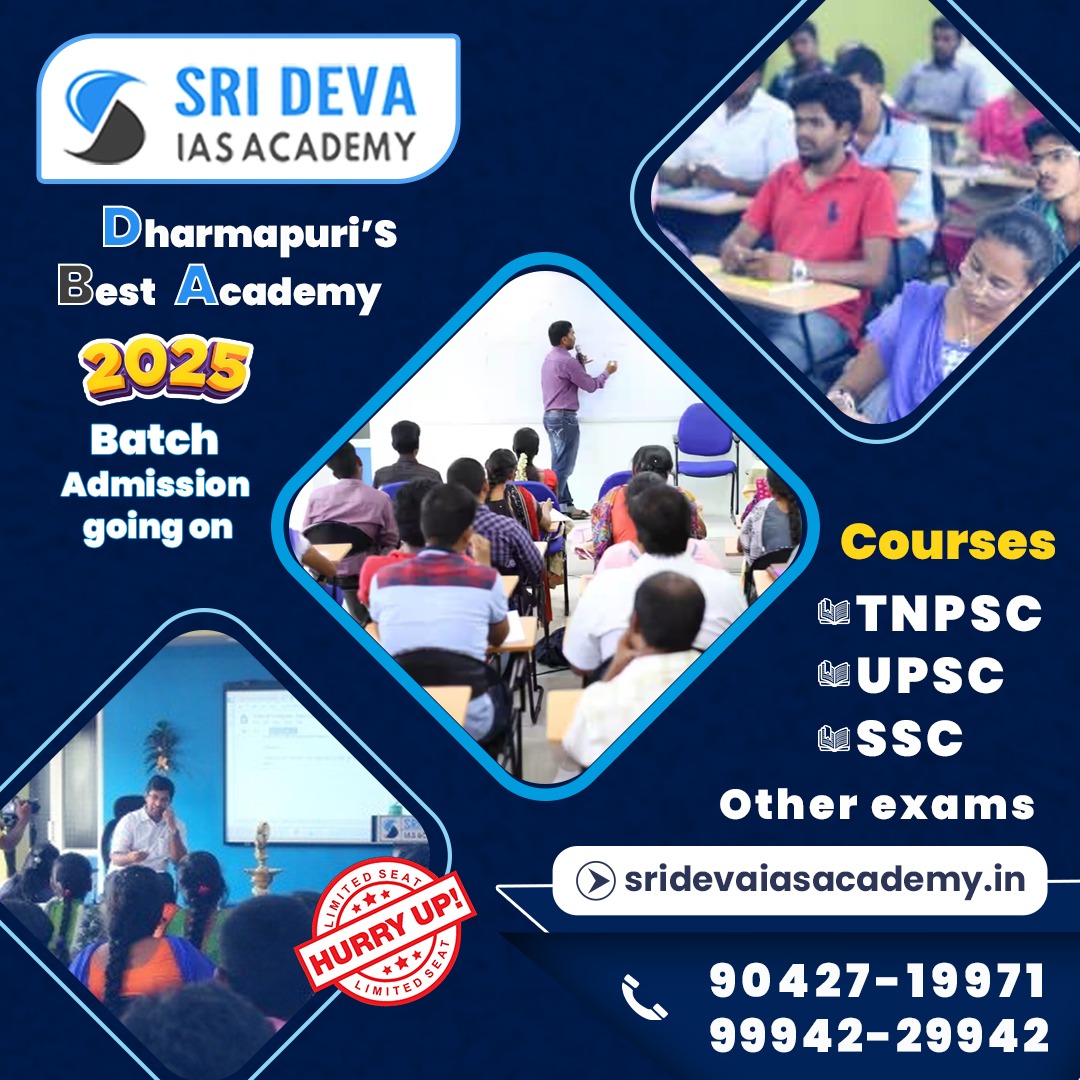 SRI DEVA
IAS ACADEMY
Dharmapuri'S
Best Academy
2025
Batch
Admission
going on
Courses
TNPSC
UPSC
SSC
Other exams
LIMITED SEAT
HURRY UP!
LIMITED SEAT
sridevaiasacademy.in
90427-19971
99942-29942